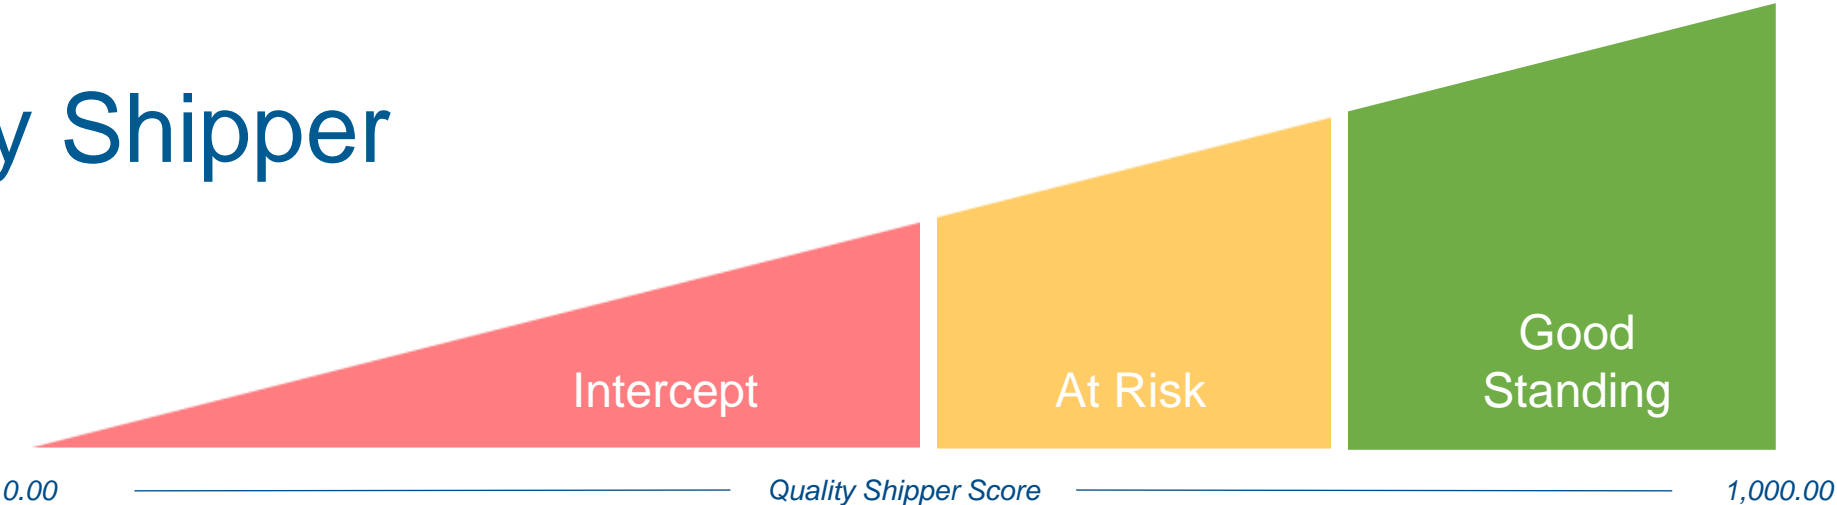 y Shipper
Intercept
At Risk
Good
Standing
0.00
Quality Shipper Score
1,000.00